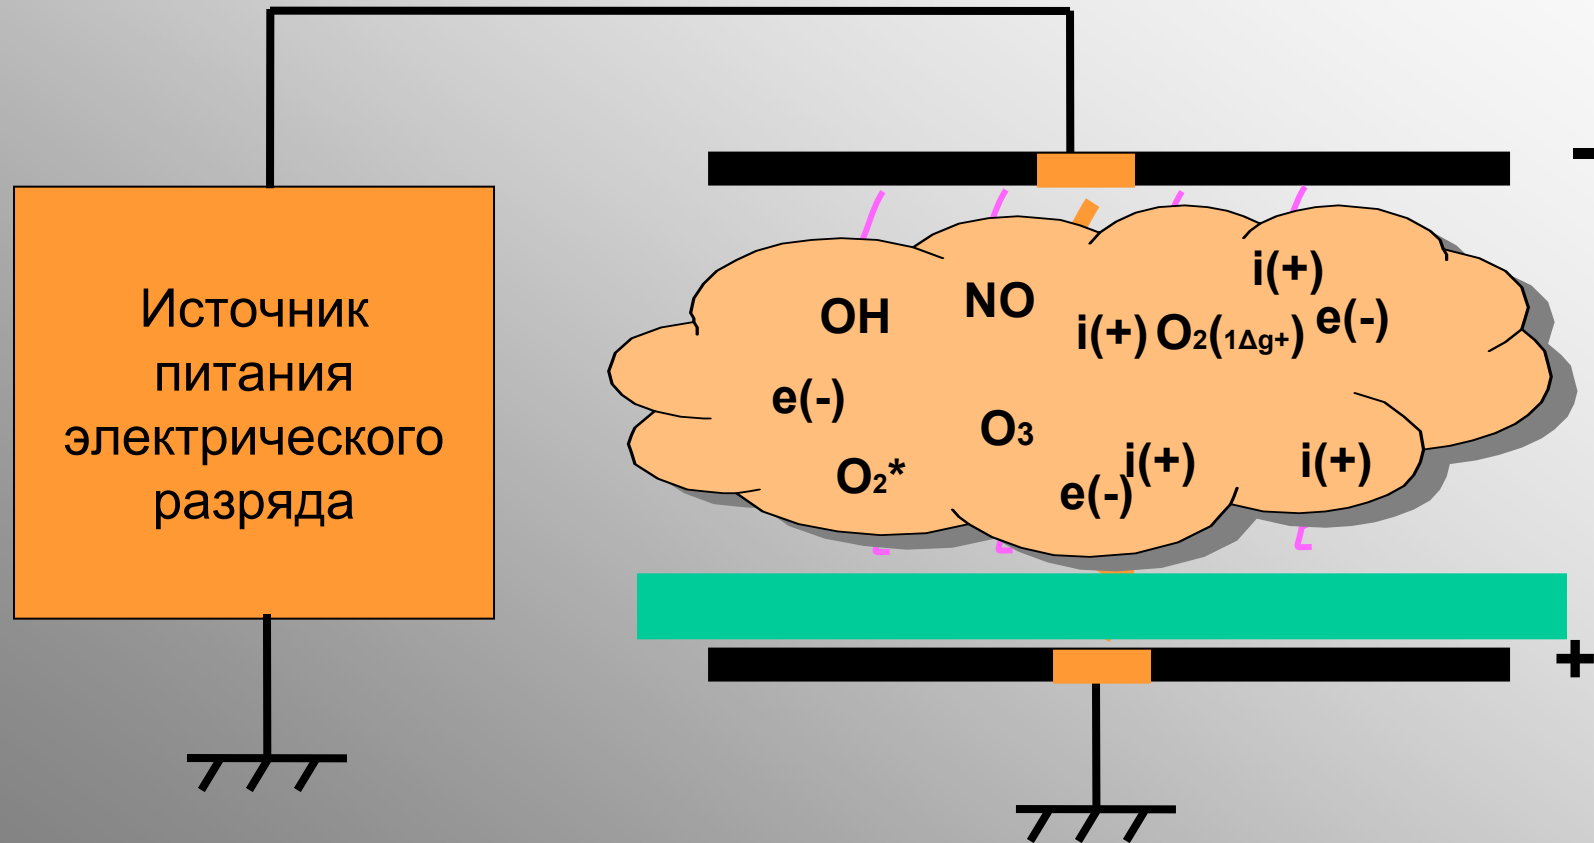 -
Источник
питания
электрического
разряда
i(+)
OH NO i(+) O₂(1Δg+) e(-)
e(-)
O₃
O₂* e(-) i(+) i(+)
+